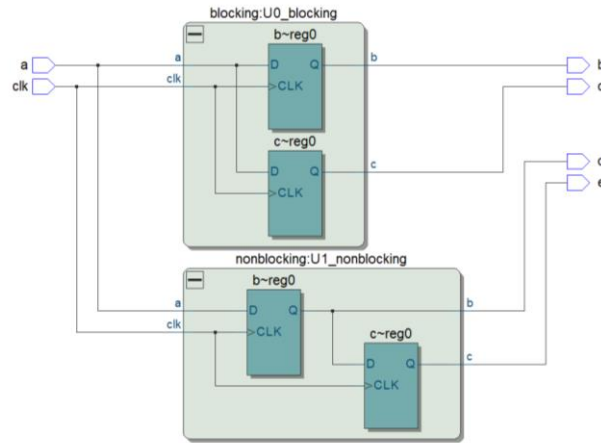 blocking:U0_blocking
b~reg0
a
a
D
Q
b
b
clk
clk
>CLK
c~reg0
D
Q
c
>CLK
nonblocking:U1_nonblocking
b~reg0
a
D
Q
b
e
clk
>CLK
c~reg0
D
Q
c
>CLK